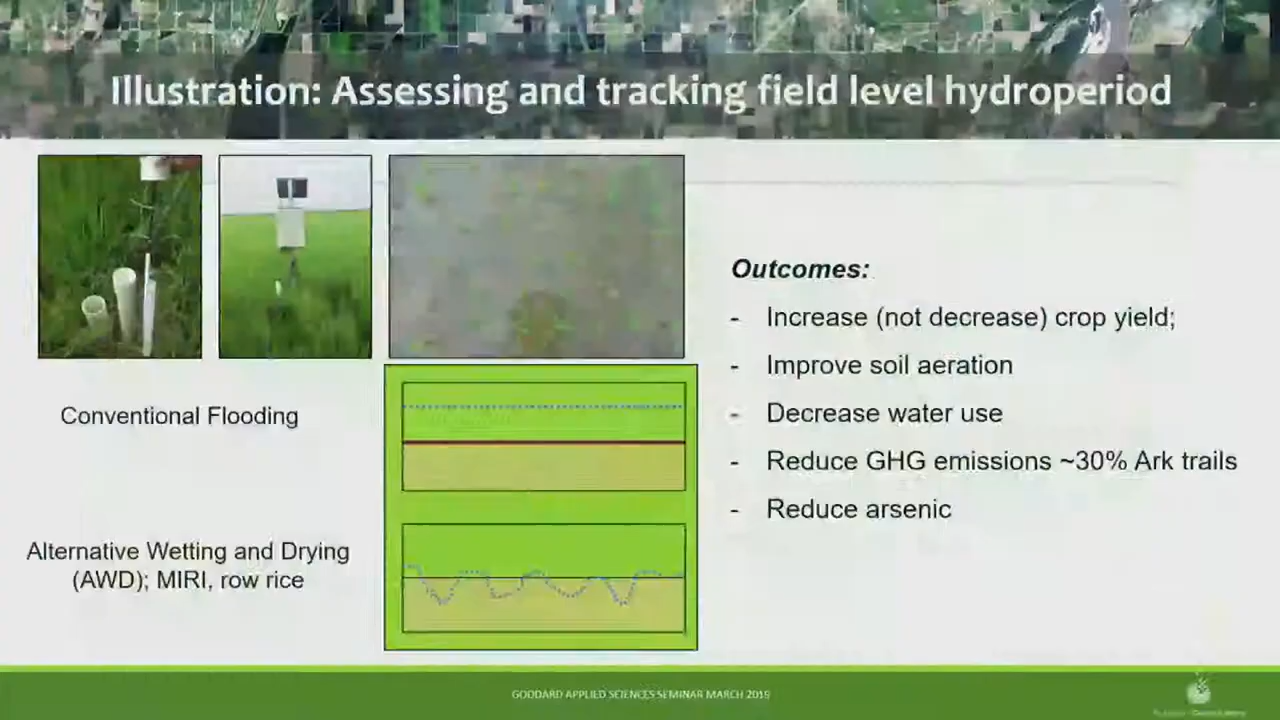 Illustration: Assessing and tracking field level hydroperiod
Conventional Flooding
Alternative Wetting and Drying
(AWD); MIRI, row rice
Outcomes:
- Increase (not decrease) crop yield;
- Improve soil aeration
- Decrease water use
- Reduce GHG emissions ~30% Ark trails
- Reduce arsenic
GODDARD APPLIED SCIENCES SEMINAR MARCH 2019